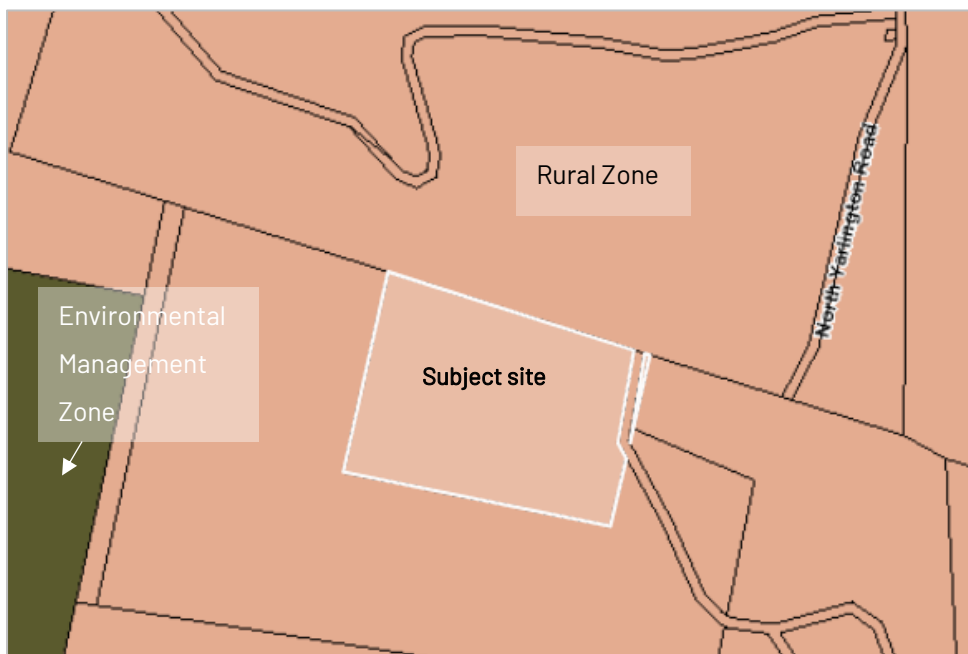 Rural Zone
North Yarlington Road
Environmental
Management
Zone
Subject site